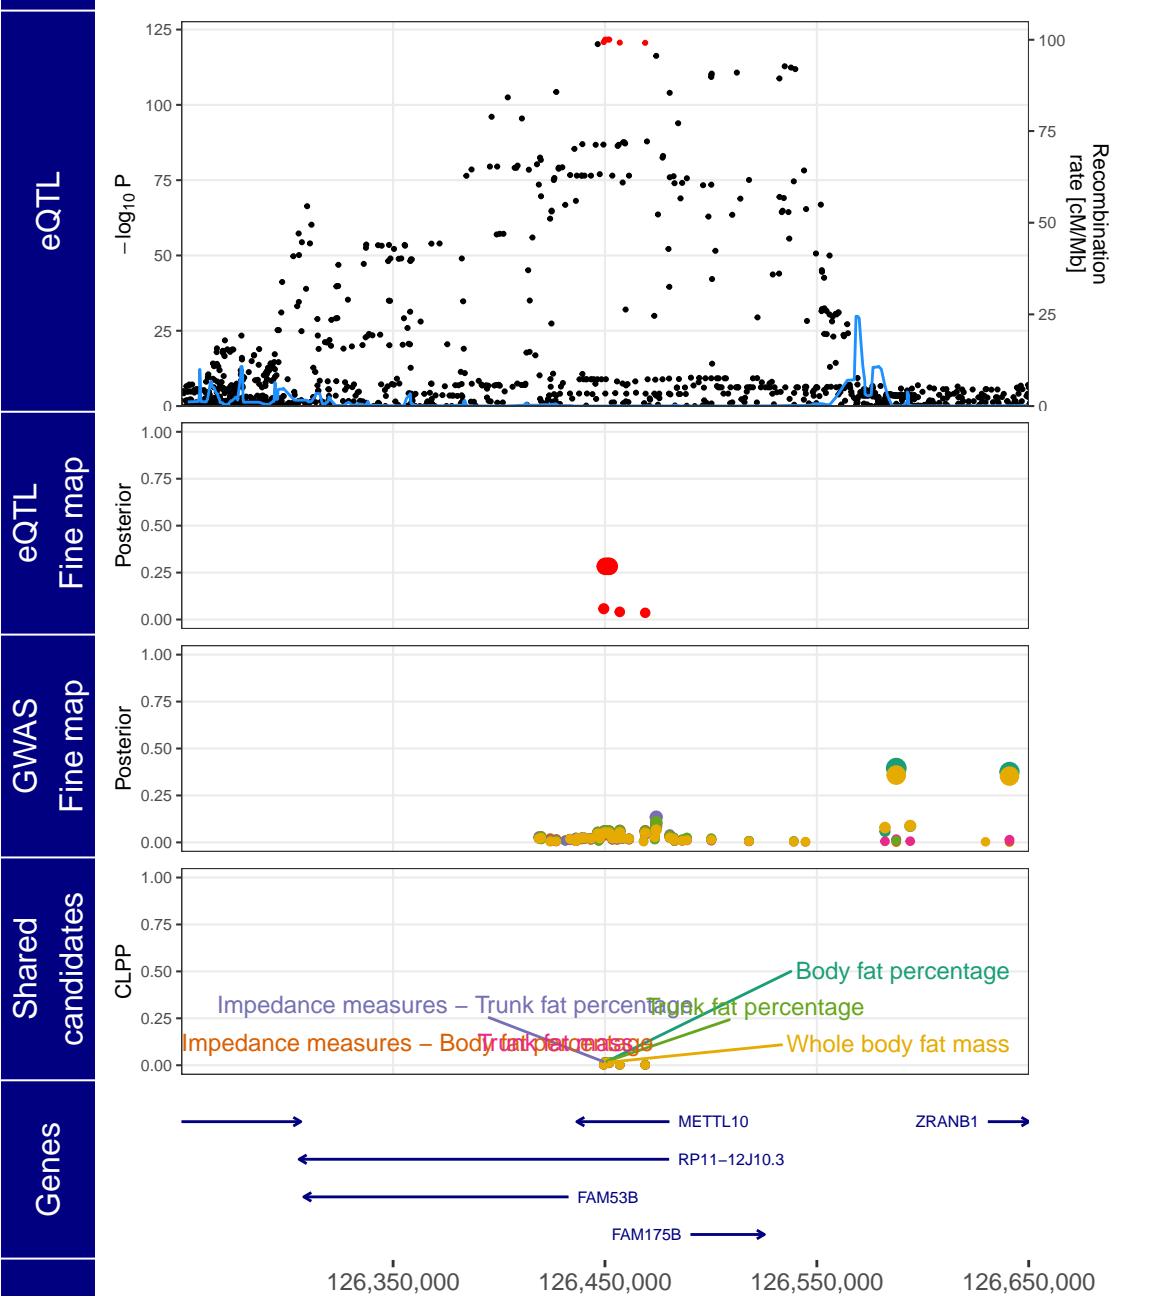 eQTL
−log10 P
125
100
75
50
25
0
100
75
50
25
0
Recombination
rate [cM/Mb]
eQTL
Fine map
Posterior
1.00
0.75
0.50
0.25
0.00
GWAS
Fine map
Posterior
1.00
0.75
0.50
0.25
0.00
Shared
candidates
CLPP
1.00
0.75
0.50
0.25
0.00
Body fat percentage
Impedance measures − Trunk fat percentage
Trunk fat percentage
Impedance measures − Body fat percentage
Trunk fat mass
Whole body fat mass
Genes
METTL10
ZRANB1
RP11−12J10.3
FAM53B
FAM175B
126,350,000
126,450,000
126,550,000
126,650,000